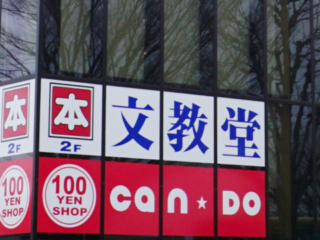 本 本 文教堂
2F 2F
100 YEN SHOP
100 YEN SHOP
can★Do